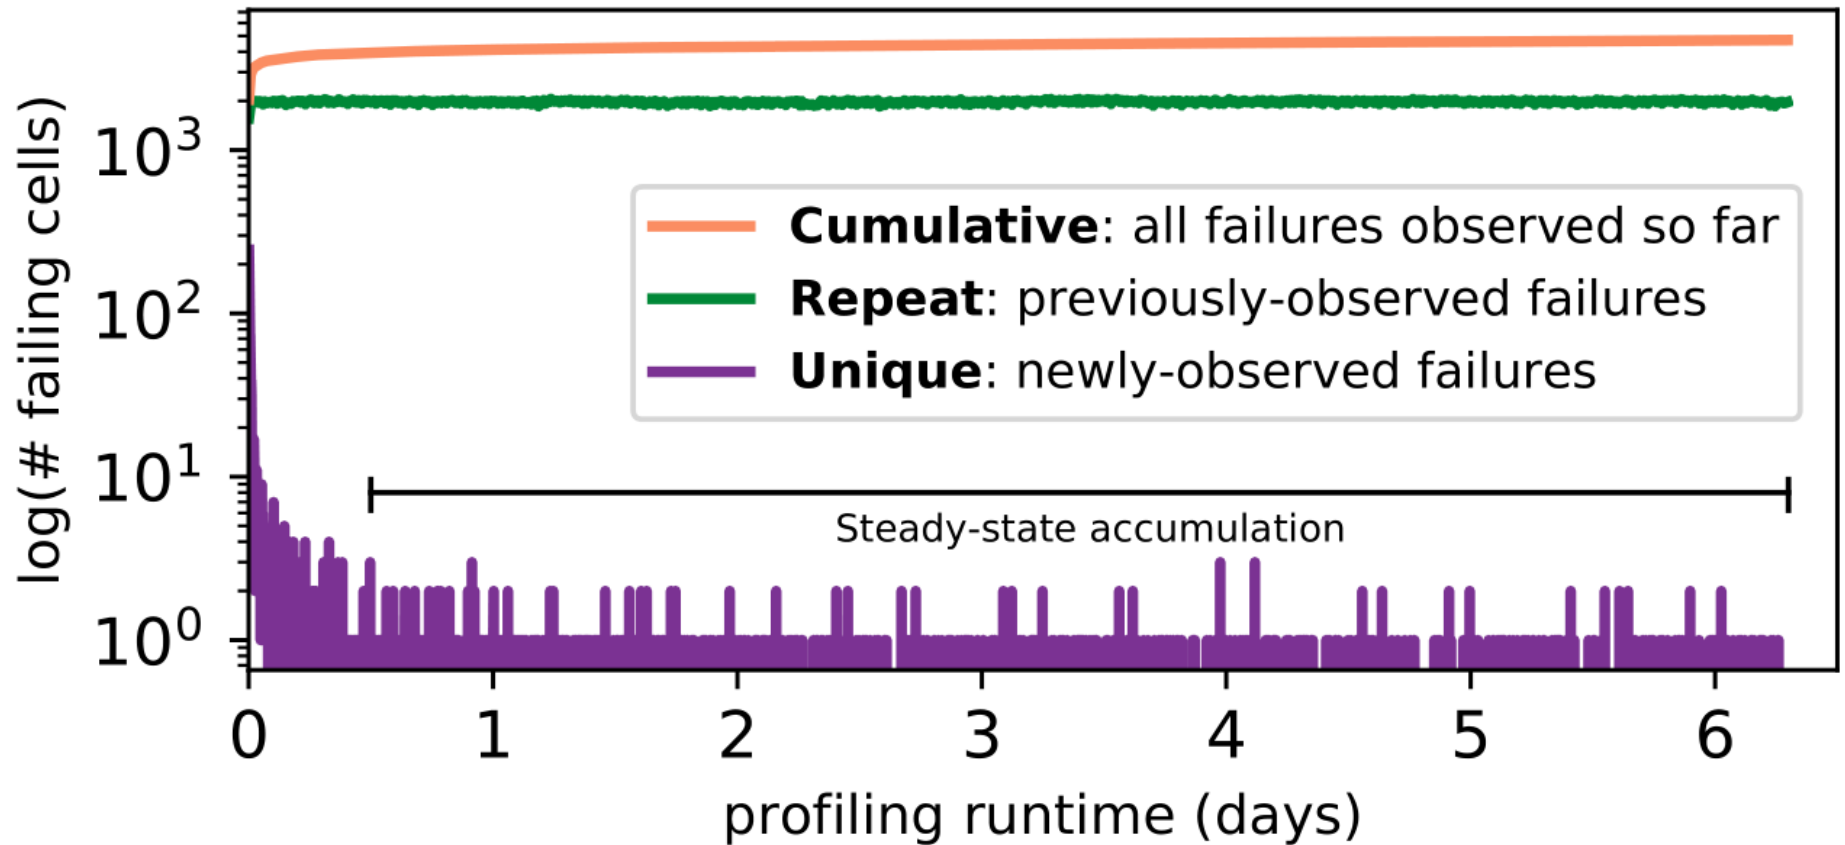 log(# failing cells)
10³
10²
10¹
10⁰
Cumulative: all failures observed so far
Repeat: previously-observed failures
Unique: newly-observed failures
Steady-state accumulation
0 1 2 3 4 5 6
profiling runtime (days)